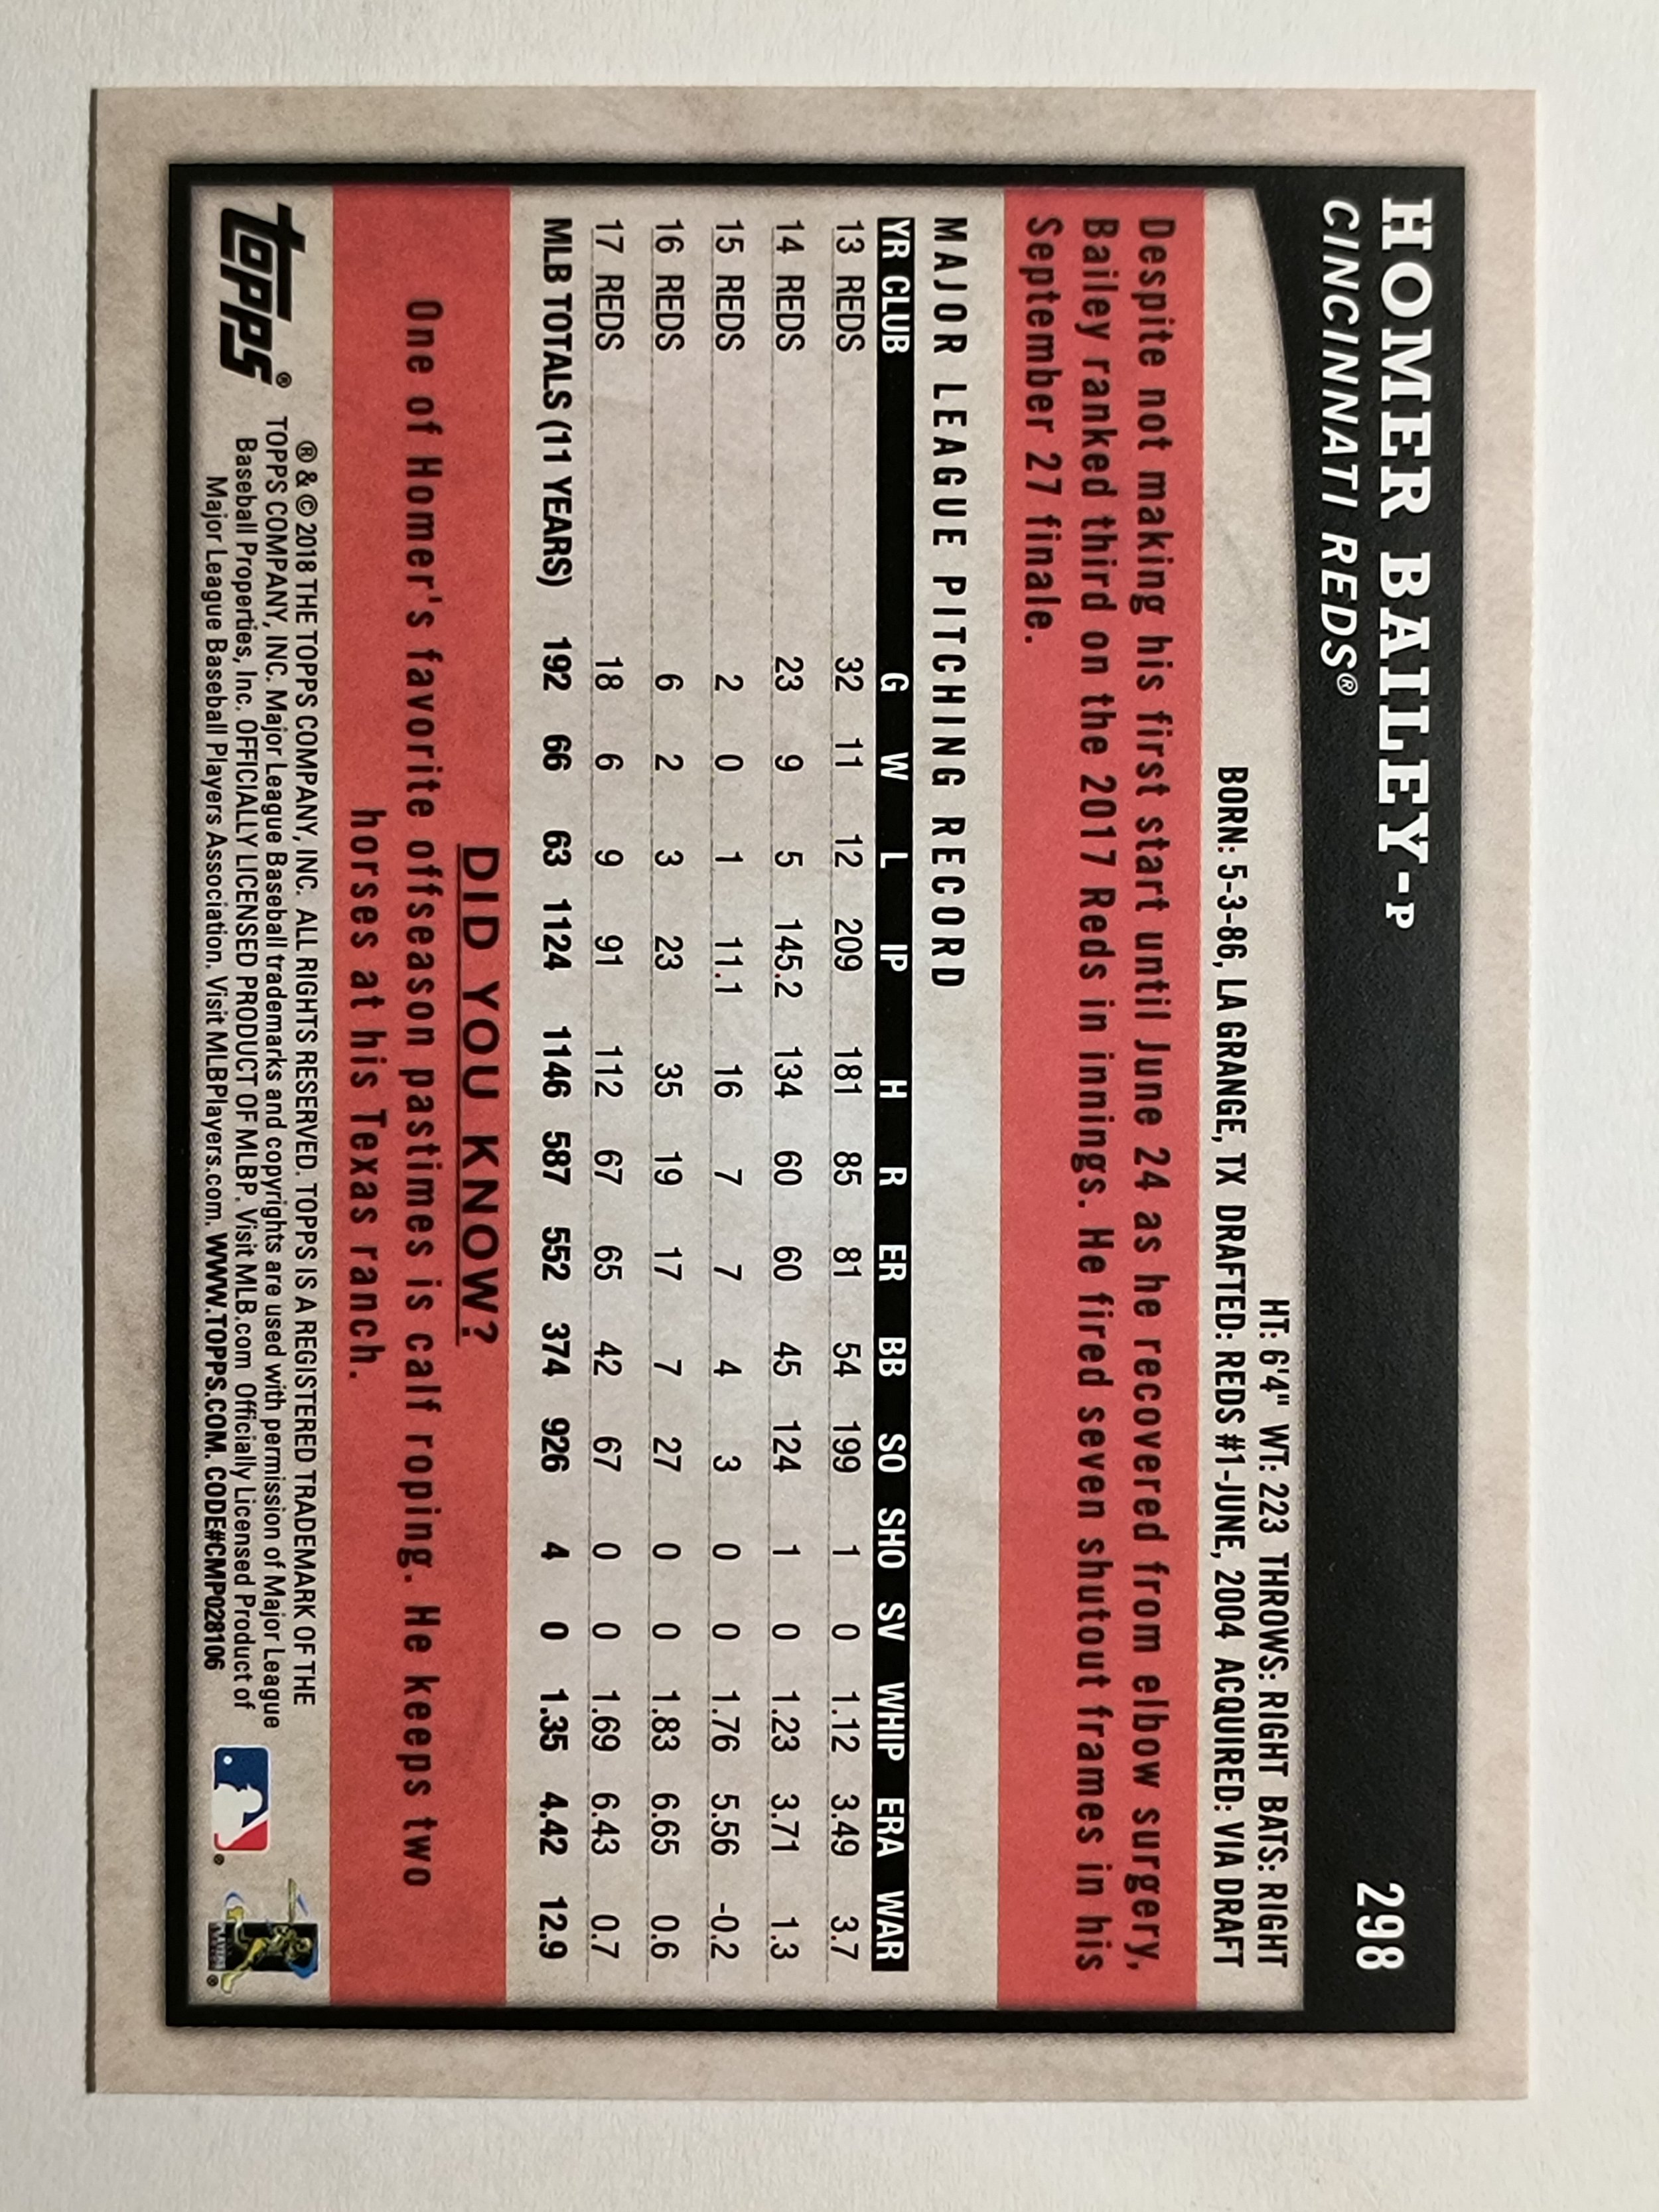 HOMER BAILEY-P
298
CINCINNATI REDS®
HT: 6'4" WT: 223 THROWS: RIGHT BATS: RIGHT
BORN: 5-3-86, LA GRANGE, TX DRAFTED: REDS #1-JUNE, 2004 ACQUIRED: VIA DRAFT
Despite not making his first start until June 24 as he recovered from elbow surgery,
Bailey ranked third on the 2017 Reds in innings. He fired seven shutout frames in his
September 27 finale.
MAJOR LEAGUE PITCHING RECORD
YR CLUB G W L IP H R ER BB SO SHO SV WHIP ERA WAR
13 REDS 32 11 12 209 181 85 81 54 199 1 0 1.12 3.49 3.7
14 REDS 23 9 5 145.2 134 60 60 45 124 1 0 1.23 3.71 1.3
15 REDS 2 0 1 11.1 16 7 7 4 3 0 0 1.76 5.56 -0.2
16 REDS 6 2 3 23 35 19 17 7 27 0 0 1.83 6.65 0.6
17 REDS 18 6 9 91 112 67 65 42 67 0 0 1.69 6.43 0.7
MLB TOTALS (11 YEARS) 192 66 63 1124 1146 587 552 374 926 4 0 1.35 4.42 12.9
DID YOU KNOW?
One of Homer's favorite offseason pastimes is calf roping. He keeps two
horses at his Texas ranch.
topps®
® & © 2018 THE TOPPS COMPANY, INC. ALL RIGHTS RESERVED. TOPPS IS A REGISTERED TRADEMARK OF THE
TOPPS COMPANY, INC. Major League Baseball trademarks and copyrights are used with permission of Major League
Baseball Properties, Inc. OFFICIALLY LICENSED PRODUCT OF MLBP. Visit MLB.com Officially Licensed Product of
Major League Baseball Players Association. Visit MLBPlayers.com. WWW.TOPPS.COM. CODE#CMP028106